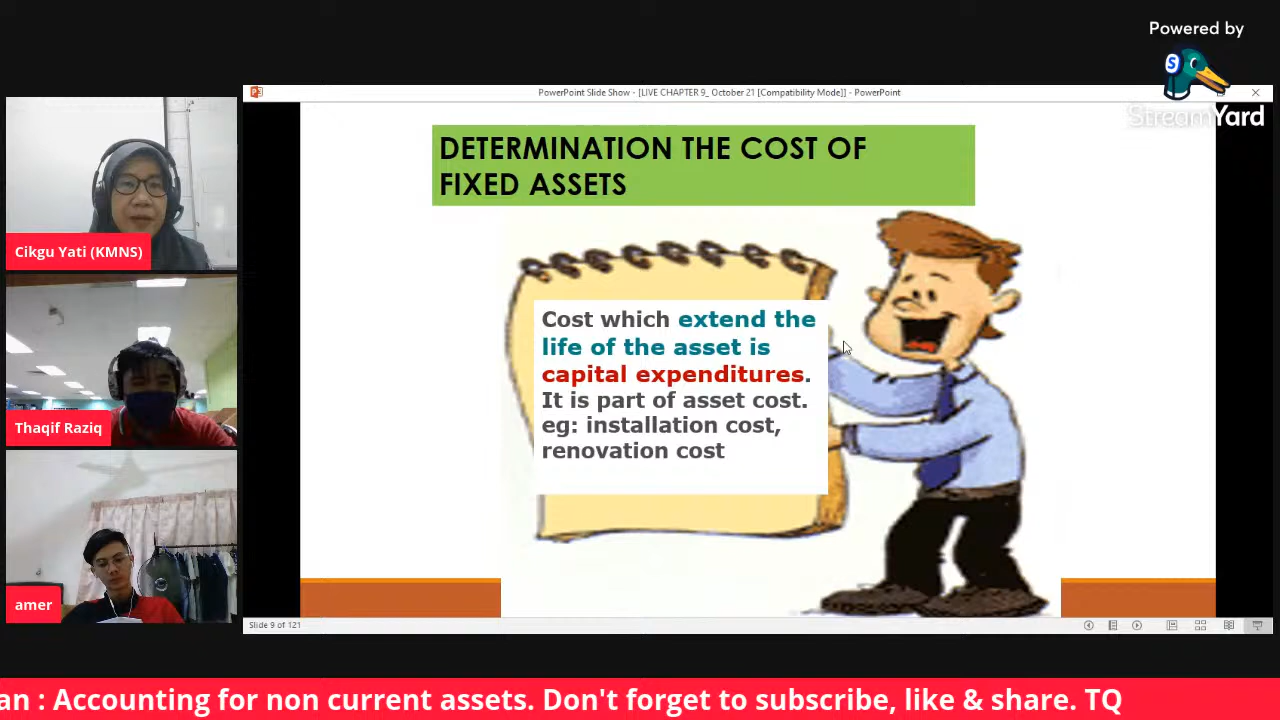 Powered by
S
StreamYard
PowerPoint Slide Show - [LIVE CHAPTER 9_ October 21 [Compatibility Mode]] - PowerPoint
DETERMINATION THE COST OF
FIXED ASSETS
Cost which extend the
life of the asset is
capital expenditures.
It is part of asset cost.
eg: installation cost,
renovation cost
Cikgu Yati (KMNS)
Thaqif Raziq
amer
Slide 9 of 121
an : Accounting for non current assets. Don't forget to subscribe, like & share. TQ